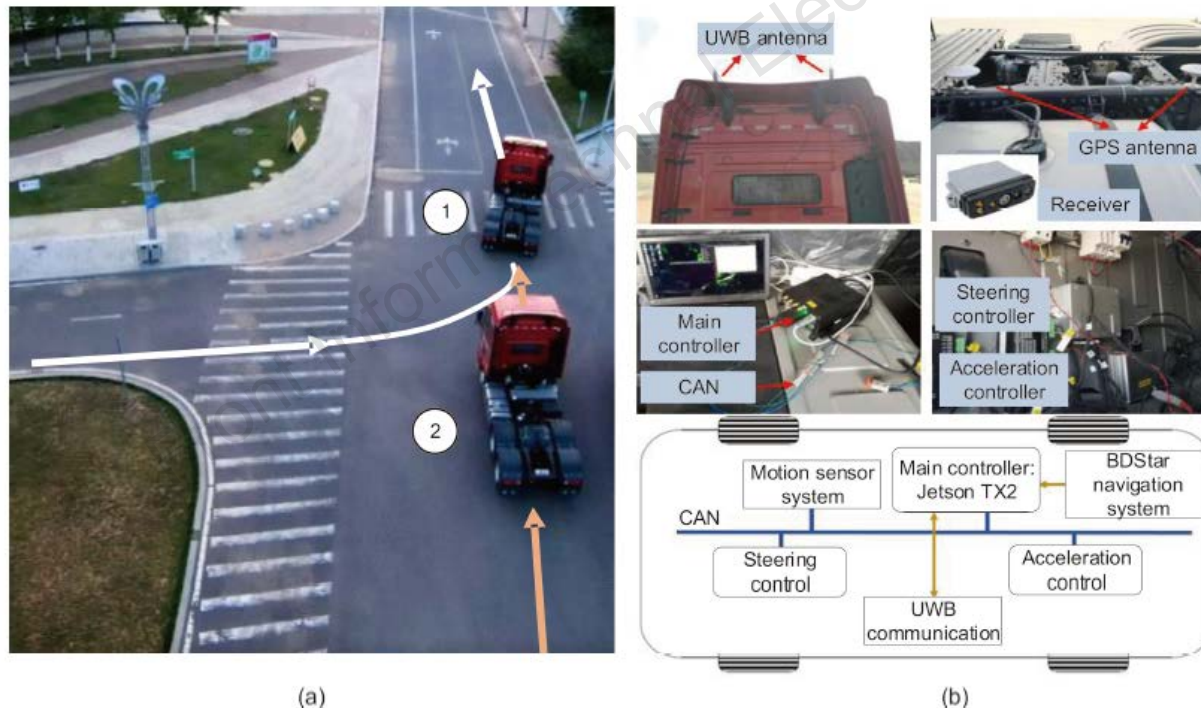 1
2
(a)
UWB antenna
GPS antenna
Receiver
Main
controller
CAN
Steering
controller
Acceleration
controller
Motion sensor
system
Main controller:
Jetson TX2
BDStar
navigation
system
CAN
Steering
control
Acceleration
control
UWB
communication
(b)